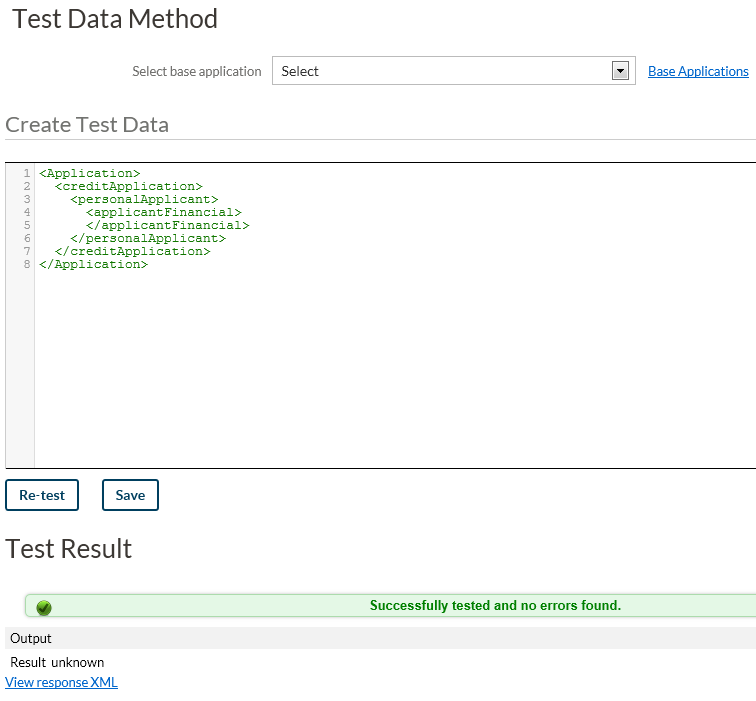 Test Data Method
Select base application Select Base Applications
Create Test Data
1 <Application>
2   <creditApplication>
3     <personalApplicant>
4       <applicantFinancial>
5       </applicantFinancial>
6     </personalApplicant>
7   </creditApplication>
8 </Application>
Re-test Save
Test Result
Successfully tested and no errors found.
Output
Result unknown
View response XML